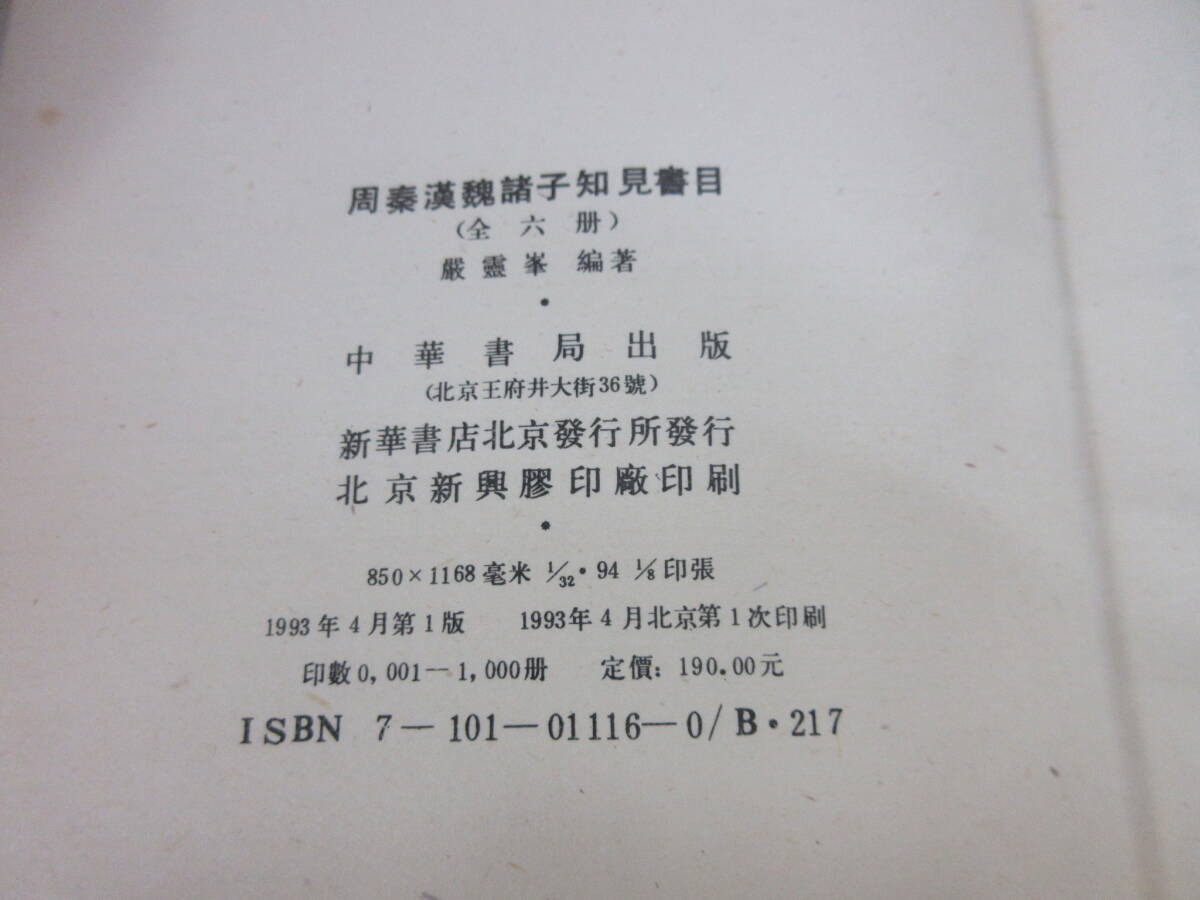 周秦漢魏諸子知見書目
(全六册)
嚴靈峯 編著
•
中華書局出版
(北京王府井大街36號)
新華書店北京發行所發行
北京新興膠印廠印刷
•
850×1168毫米 1/32·94 1/8印張
1993年4月第1版 1993年4月北京第1次印刷
印數0,001—1,000册 定價: 190.00元
ISBN 7—101—01116—0/B·217